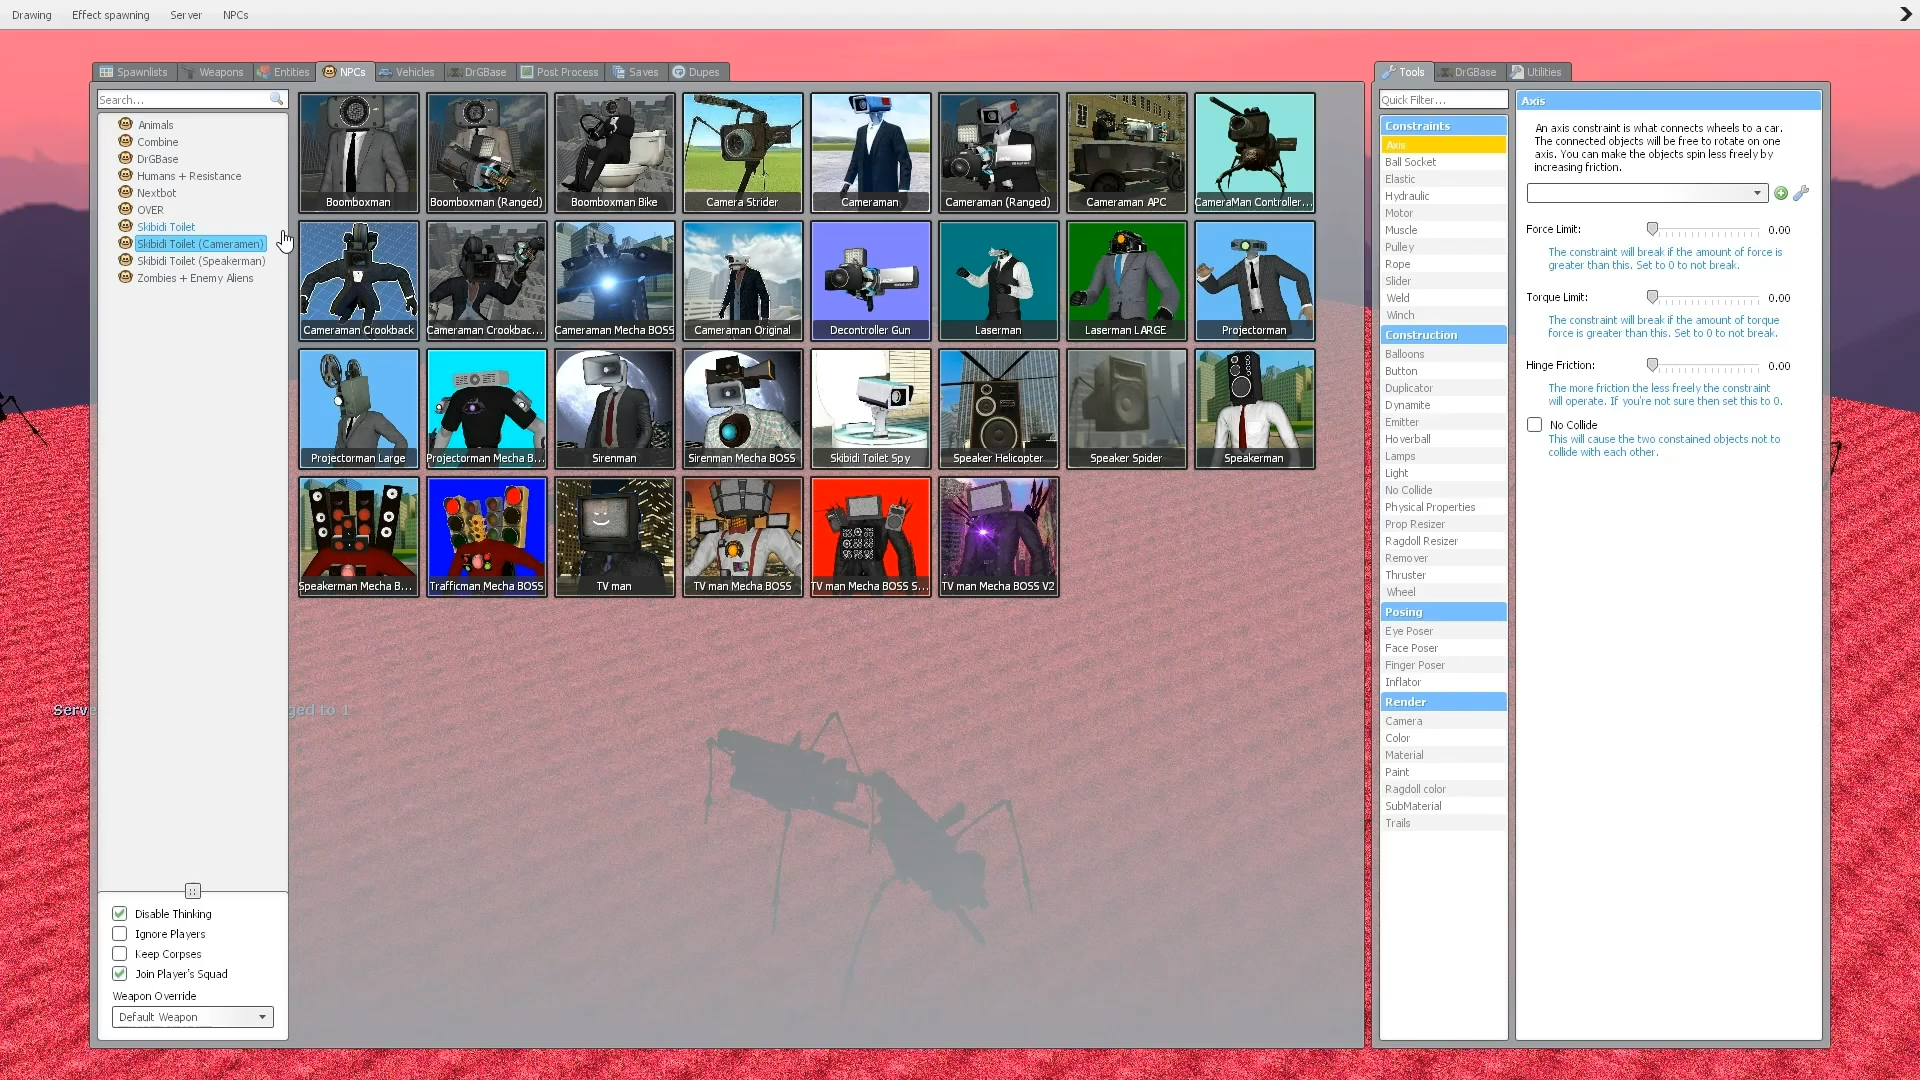 Drawing Effect spawning Server NPCs
Spawnlists Weapons Entities NPCs Vehicles DrGBase Post Process Saves Dupes
Search...
Animals
Combine
DrGBase
Humans + Resistance
Nextbot
OVER
Skibidi Toilet
Skibidi Toilet (Cameramen)
Skibidi Toilet (Speakerman)
Zombies + Enemy Aliens
Boomboxman
Boomboxman (Ranged)
Boomboxman Bike
Camera Strider
Cameraman
Cameraman (Ranged)
Cameraman APC
CameraMan Controller...
Cameraman Crookback
Cameraman Crookbac...
Cameraman Mecha BOSS
Cameraman Original
Decontroller Gun
Laserman
Laserman LARGE
Projectorman
Projectorman Large
Projectorman Mecha B...
Sirenman
Sirenman Mecha BOSS
Skibidi Toilet Spy
Speaker Helicopter
Speaker Spider
Speakerman
Speakerman Mecha B...
Trafficman Mecha BOSS
TV man
TV man Mecha BOSS
TV man Mecha BOSS S...
TV man Mecha BOSS V2
Serv
ged to 1
Disable Thinking
Ignore Players
Keep Corpses
Join Player's Squad
Weapon Override
Default Weapon
Tools DrGBase Utilities
Quick Filter...
Constraints
Axis
Ball Socket
Elastic
Hydraulic
Motor
Muscle
Pulley
Rope
Slider
Weld
Winch
Construction
Balloons
Button
Duplicator
Dynamite
Emitter
Hoverball
Lamps
Light
No Collide
Physical Properties
Prop Resizer
Ragdoll Resizer
Remover
Thruster
Wheel
Posing
Eye Poser
Face Poser
Finger Poser
Inflator
Render
Camera
Color
Material
Paint
Ragdoll color
SubMaterial
Trails
Axis
An axis constraint is what connects wheels to a car.
The connected objects will be free to rotate on one
axis. You can make the objects spin less freely by
increasing friction.
Force Limit: 0.00
The constraint will break if the amount of force is
greater than this. Set to 0 to not break.
Torque Limit: 0.00
The constraint will break if the amount of torque
force is greater than this. Set to 0 to not break.
Hinge Friction: 0.00
The more friction the less freely the constraint
will operate. If you're not sure then set this to 0.
No Collide
This will cause the two constained objects not to
collide with each other.